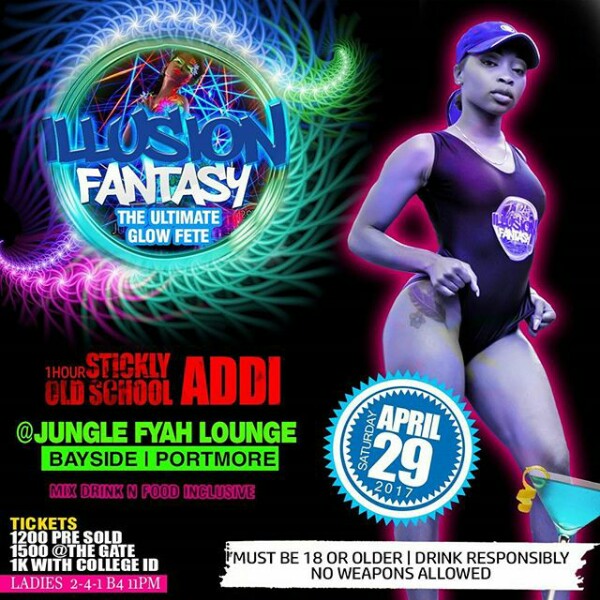 ILLUSION
FANTASY
THE ULTIMATE
GLOW FETE
ILLUSION
FANTASY
1HOUR STICKLY
OLD SCHOOL ADDI
@JUNGLE FYAH LOUNGE
BAYSIDE | PORTMORE
MIX DRINK N FOOD INCLUSIVE
SATURDAY
APRIL
29
2017
TICKETS
1200 PRE SOLD
1500 @THE GATE
1K WITH COLLEGE ID
LADIES 2-4-1 B4 11PM
MUST BE 18 OR OLDER | DRINK RESPONSIBLY
NO WEAPONS ALLOWED